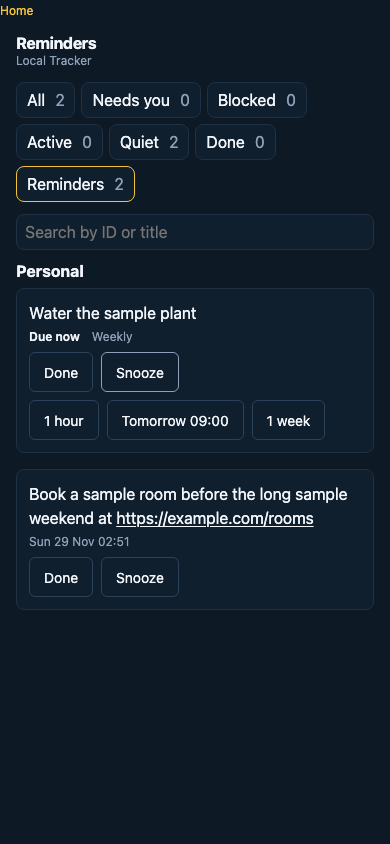 Home
Reminders
Local Tracker
All 2 Needs you 0 Blocked 0
Active 0 Quiet 2 Done 0
Reminders 2
Search by ID or title
Personal
Water the sample plant
Due now Weekly
Done Snooze
1 hour Tomorrow 09:00 1 week
Book a sample room before the long sample
weekend at https://example.com/rooms
Sun 29 Nov 02:51
Done Snooze